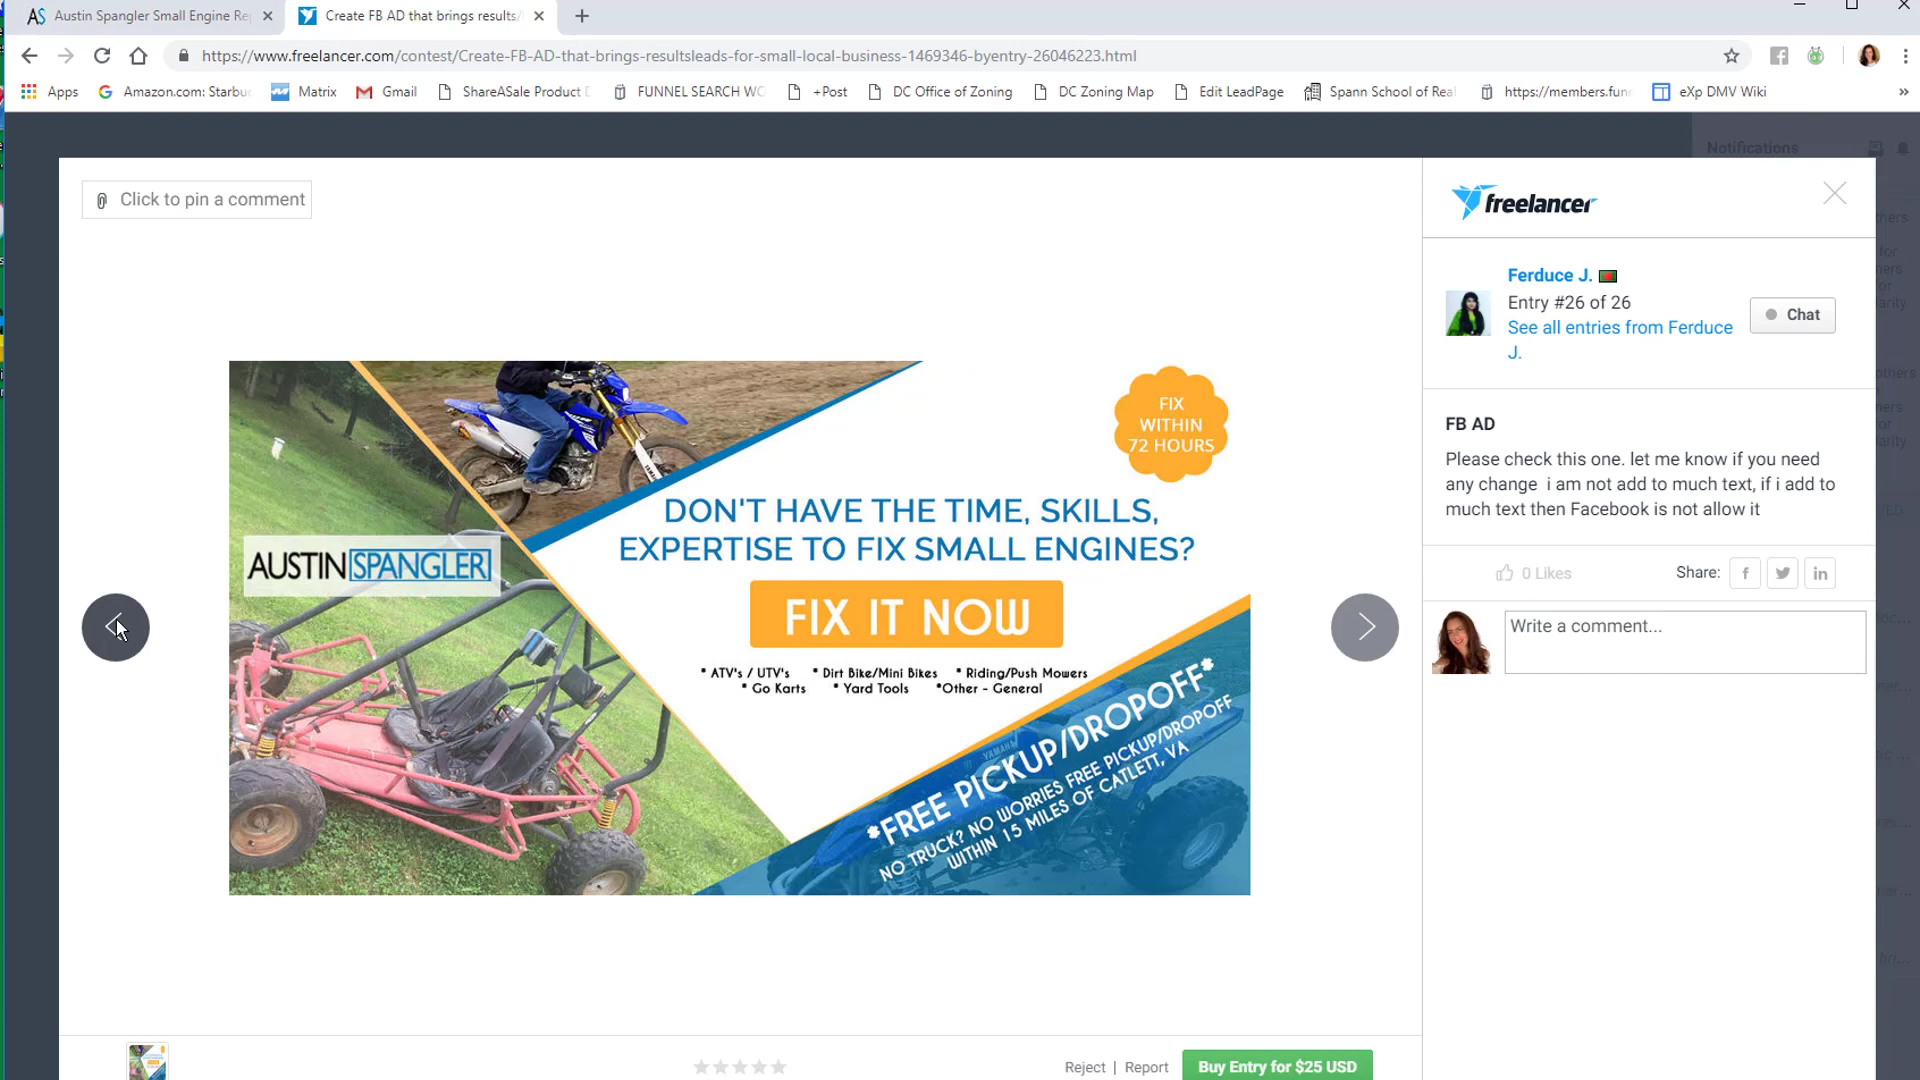 Austin Spangler Small Engine Re
Create FB AD that brings results/
https://www.freelancer.com/contest/Create-FB-AD-that-brings-resultsleads-for-small-local-business-1469346-byentry-26046223.html
Apps
Amazon.com: Starbu
Matrix
Gmail
ShareASale Product
FUNNEL SEARCH WO
+Post
DC Office of Zoning
DC Zoning Map
Edit LeadPage
Spann School of Rea
https://members.fun
eXp DMV Wiki
»
Notifications
Click to pin a comment
freelancer
Ferduce J.
Entry #26 of 26
See all entries from Ferduce
J.
Chat
FB AD
Please check this one. let me know if you need
any change i am not add to much text, if i add to
much text then Facebook is not allow it
0 Likes
Share:
Write a comment...
FIX
WITHIN
72 HOURS
DON'T HAVE THE TIME, SKILLS,
EXPERTISE TO FIX SMALL ENGINES?
AUSTIN SPANGLER
FIX IT NOW
* ATV's / UTV's * Dirt Bike/Mini Bikes * Riding/Push Mowers
* Go Karts * Yard Tools *Other - General
*FREE PICKUP/DROPOFF*
NO TRUCK? NO WORRIES FREE PICKUP/DROPOFF
WITHIN 15 MILES OF CATLETT, VA
YAMAHA
Reject | Report
Buy Entry for $25 USD